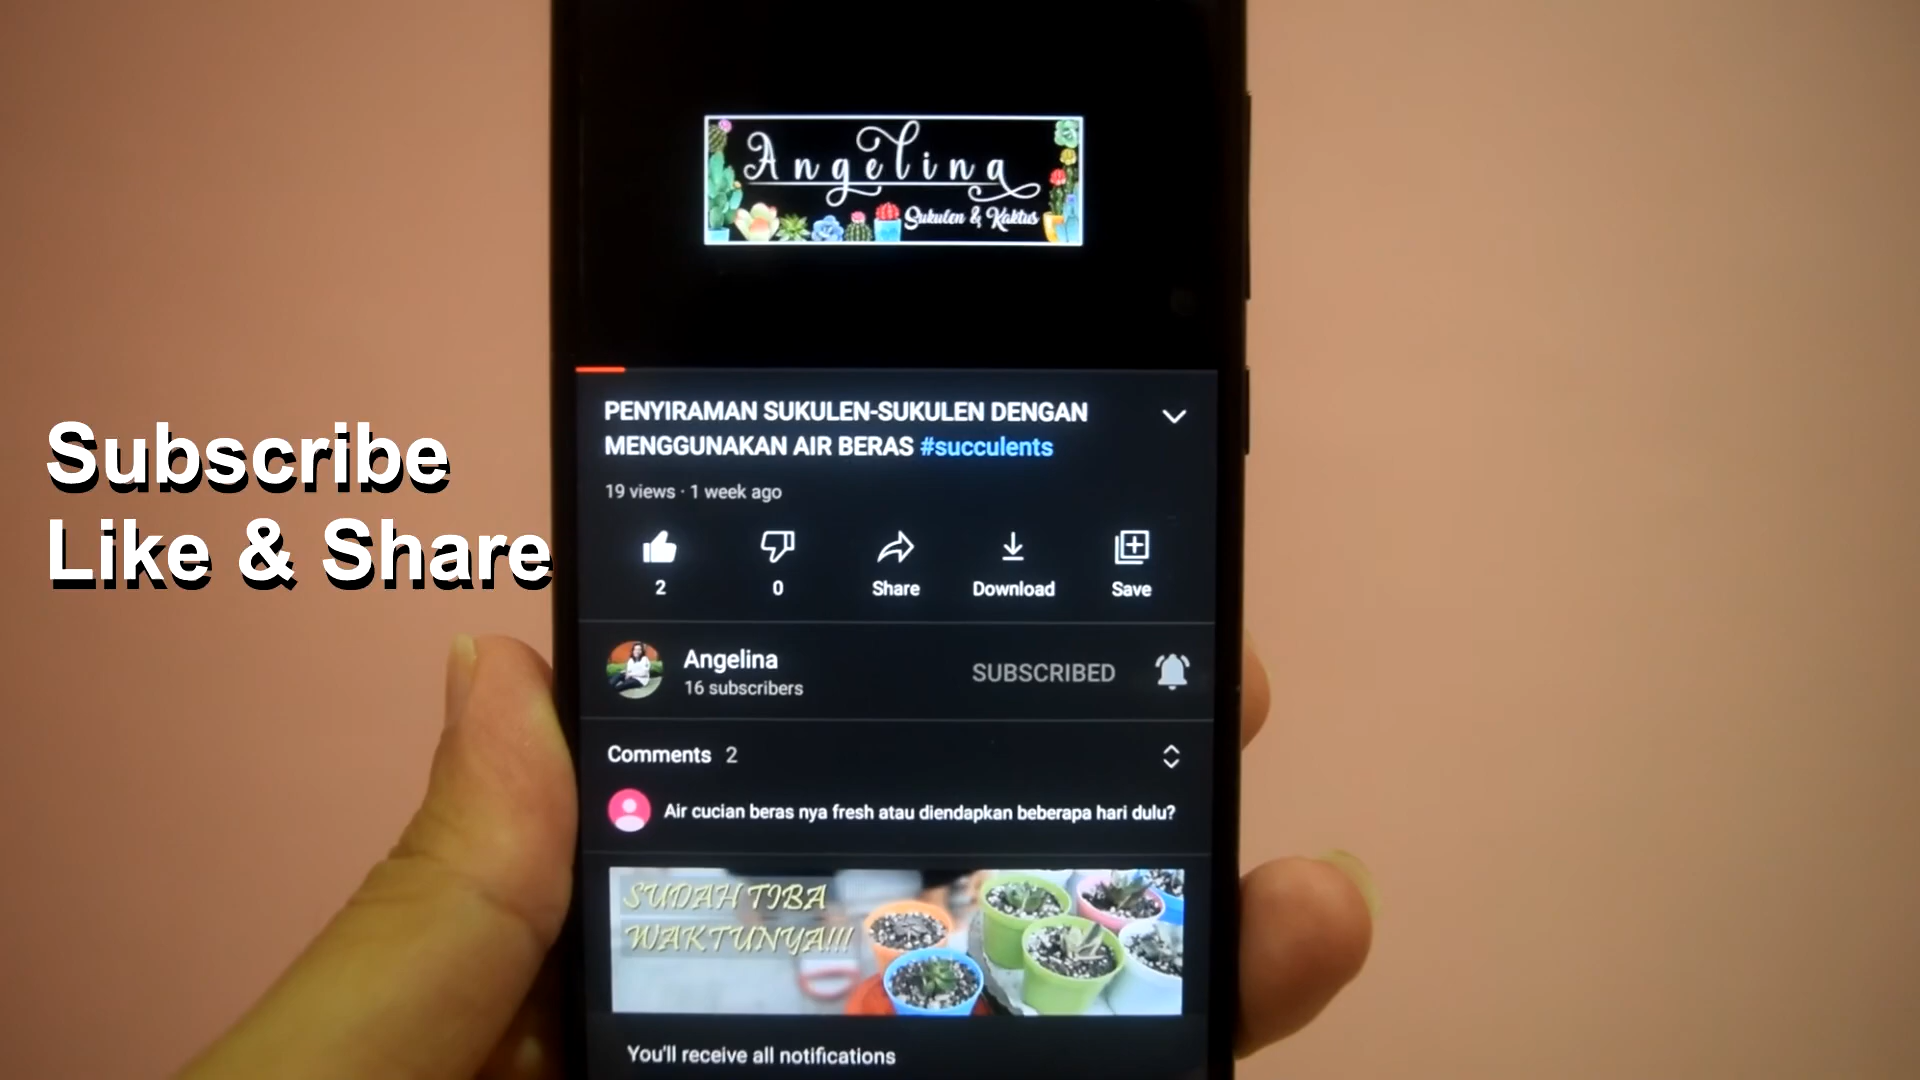 Angelina
Sukulen & Kaktus
PENYIRAMAN SUKULEN-SUKULEN DENGAN
MENGGUNAKAN AIR BERAS #succulents
19 views · 1 week ago
2
0
Share
Download
Save
Subscribe
Like & Share
Angelina
16 subscribers
SUBSCRIBED
Comments 2
Air cucian beras nya fresh atau diendapkan beberapa hari dulu?
SUDAH TIBA
WAKTUNYA!!!
You'll receive all notifications